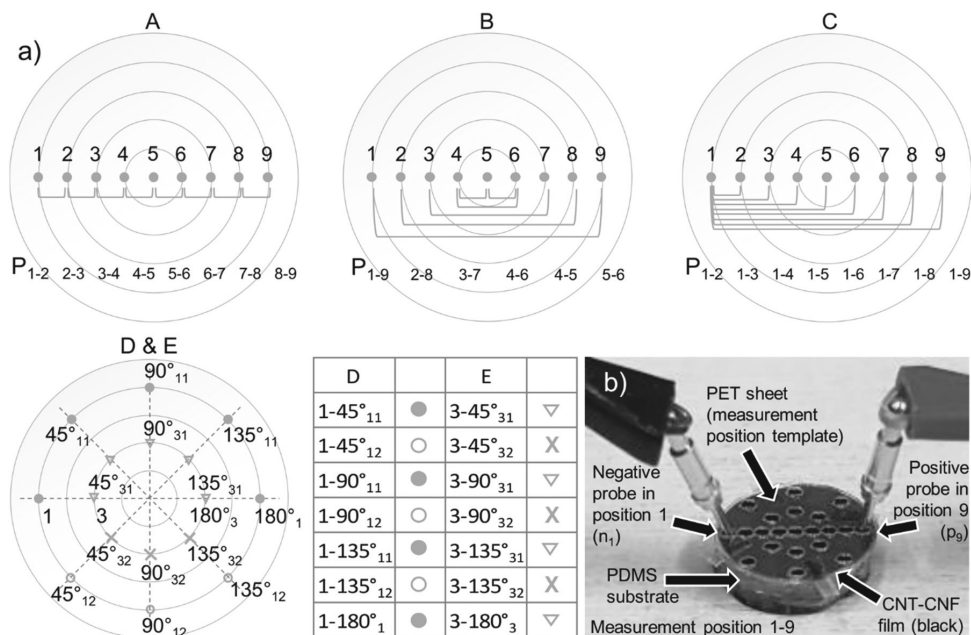 a)
A
1 2 3 4 5 6 7 8 9
P1-2 2-3 3-4 4-5 5-6 6-7 7-8 8-9
B
1 2 3 4 5 6 7 8 9
P1-9 2-8 3-7 4-6 4-5 5-6
C
1 2 3 4 5 6 7 8 9
P1-2 1-3 1-4 1-5 1-6 1-7 1-8 1-9
D & E
90°11
45°11 90°31 135°11
45°31 135°31
1 3 180°3 180°1
45°32 135°32
90°32
45°12 135°12
90°12
D E
1-45°11 3-45°31
1-45°12 3-45°32
1-90°11 3-90°31
1-90°12 3-90°32
1-135°11 3-135°31
1-135°12 3-135°32
1-180°1 3-180°3
b)
PET sheet
(measurement
position template)
Negative
probe in
position 1
(n1)
Positive
probe in
position 9
(p9)
PDMS
substrate
CNT-CNF
film (black)
Measurement position 1-9